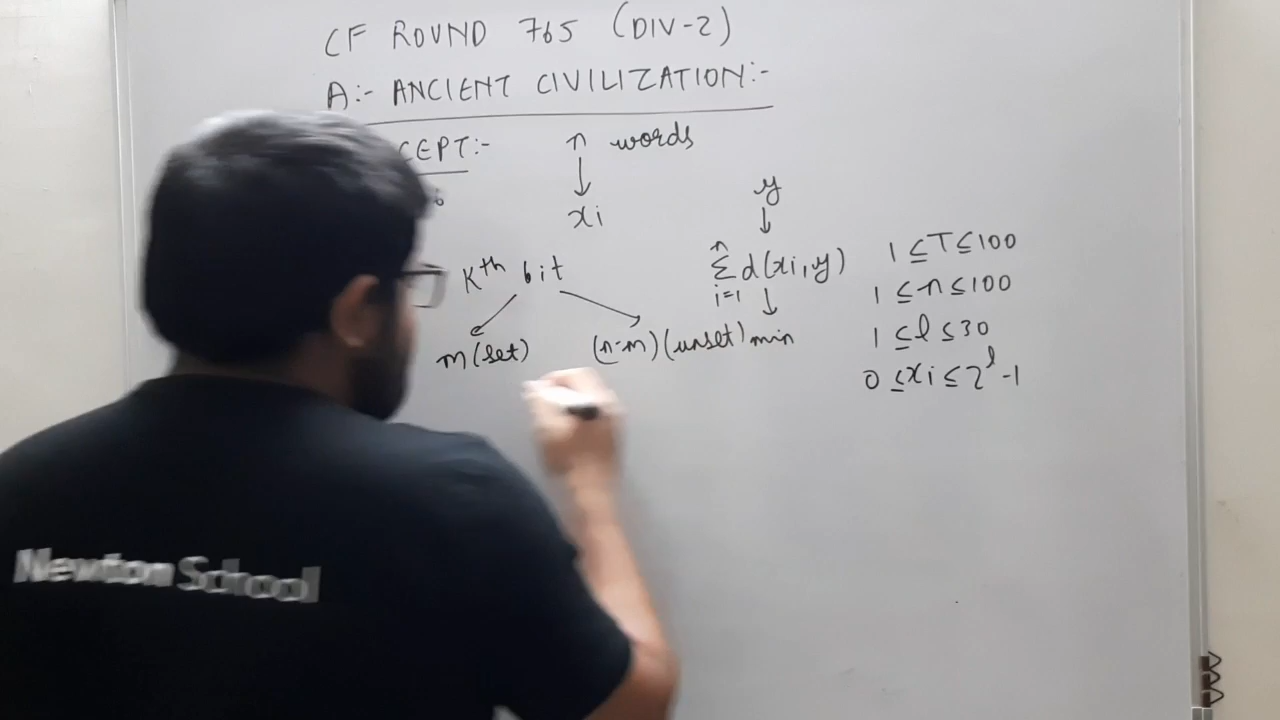 CF ROUND 765 (DIV-2)
A:- ANCIENT CIVILIZATION:-
CEPT:- n words
xi
y
Kth bit
n
Σ d(xi,y)
i=1
m(set) (n-m)(unset) min
1 ≤ T ≤ 100
1 ≤ n ≤ 100
1 ≤ l ≤ 30
0 ≤ xi ≤ 2^l -1
Newton School